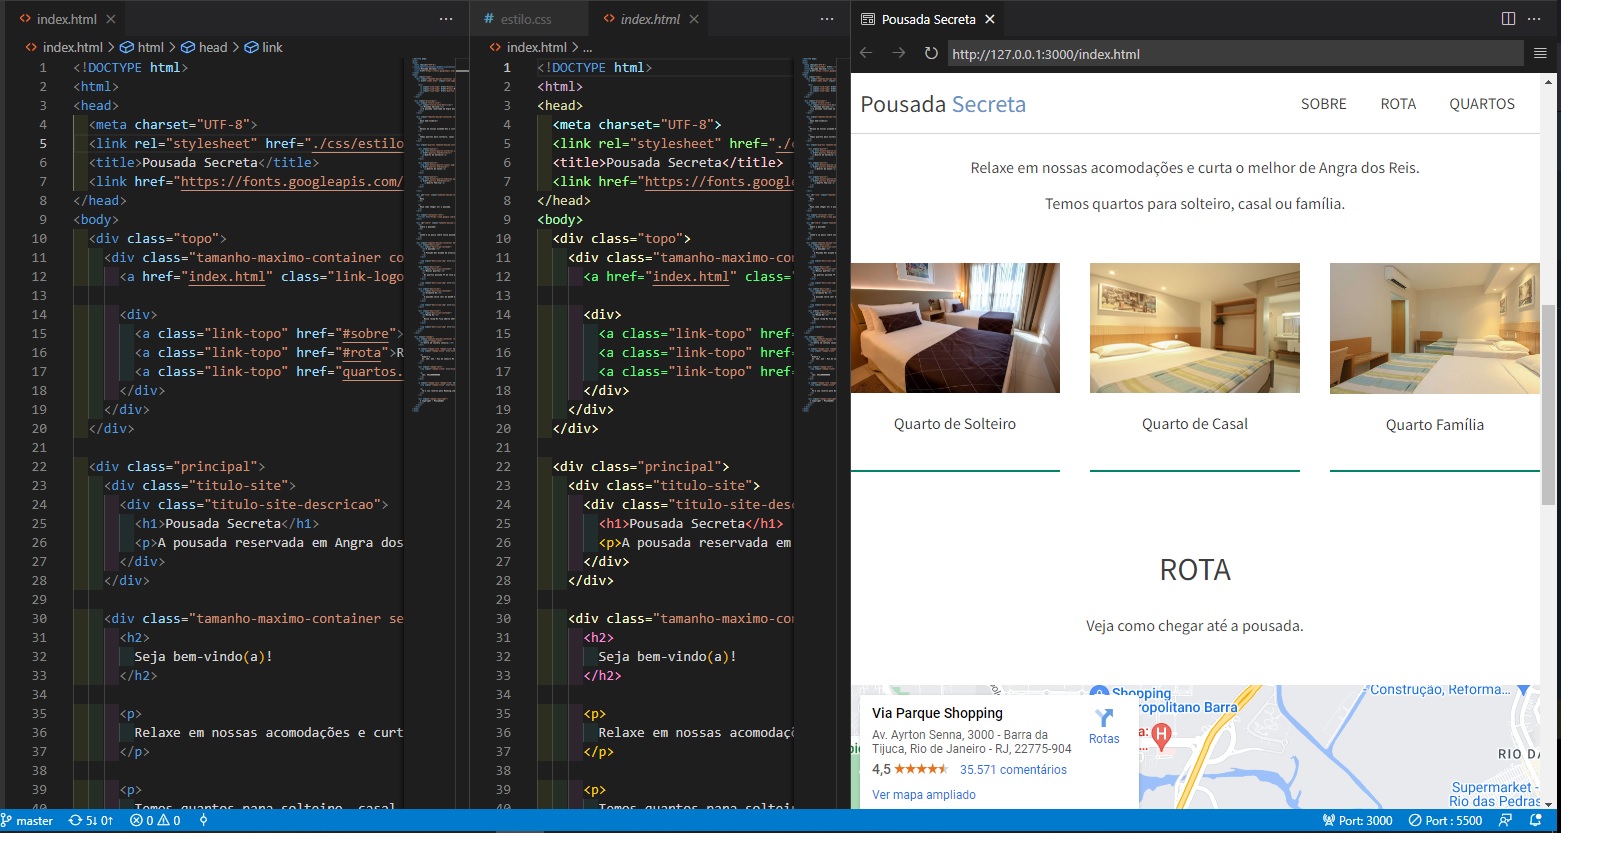 index.html
index.html > html > head > link
1 <!DOCTYPE html>
2 <html>
3 <head>
4 <meta charset="UTF-8">
5 <link rel="stylesheet" href="./css/estilo
6 <title>Pousada Secreta</title>
7 <link href="https://fonts.googleapis.com/
8 </head>
9 <body>
10 <div class="topo">
11 <div class="tamanho-maximo-container co
12 <a href="index.html" class="link-logo
13
14 <div>
15 <a class="link-topo" href="#sobre">
16 <a class="link-topo" href="#rota">R
17 <a class="link-topo" href="quartos.
18 </div>
19 </div>
20 </div>
21
22 <div class="principal">
23 <div class="titulo-site">
24 <div class="titulo-site-descricao">
25 <h1>Pousada Secreta</h1>
26 <p>A pousada reservada em Angra dos
27 </div>
28 </div>
29
30 <div class="tamanho-maximo-container se
31 <h2>
32 Seja bem-vindo(a)!
33 </h2>
34
35 <p>
36 Relaxe em nossas acomodações e curt
37 </p>
38
39 <p>
40 Temos quartos para solteiro, casal
estilo.css
index.html
index.html > ...
1 <!DOCTYPE html>
2 <html>
3 <head>
4 <meta charset="UTF-8">
5 <link rel="stylesheet" href="./c
6 <title>Pousada Secreta</title>
7 <link href="https://fonts.googl
8 </head>
9 <body>
10 <div class="topo">
11 <div class="tamanho-maximo-con
12 <a href="index.html" class="
13
14 <div>
15 <a class="link-topo" href=
16 <a class="link-topo" href=
17 <a class="link-topo" href=
18 </div>
19 </div>
20 </div>
21
22 <div class="principal">
23 <div class="titulo-site">
24 <div class="titulo-site-desc
25 <h1>Pousada Secreta</h1>
26 <p>A pousada reservada em
27 </div>
28 </div>
29
30 <div class="tamanho-maximo-con
31 <h2>
32 Seja bem-vindo(a)!
33 </h2>
34
35 <p>
36 Relaxe em nossas acomodaçõ
37 </p>
38
39 <p>
40 Temos quartos para solteir
Pousada Secreta
http://127.0.0.1:3000/index.html
Pousada Secreta SOBRE ROTA QUARTOS
Relaxe em nossas acomodações e curta o melhor de Angra dos Reis.
Temos quartos para solteiro, casal ou família.
Quarto de Solteiro Quarto de Casal Quarto Família
ROTA
Veja como chegar até a pousada.
Via Parque Shopping
Av. Ayrton Senna, 3000 - Barra da
Tijuca, Rio de Janeiro - RJ, 22775-904
4,5 35.571 comentários
Ver mapa ampliado
Rotas
Shopping
ropolitano Barra
a:
...
H
- Construção, Reforma...
RIO DA
Supermarket -
Rio das Pedras
master 5↓ 0↑ 0 0 Port: 3000 Port : 5500